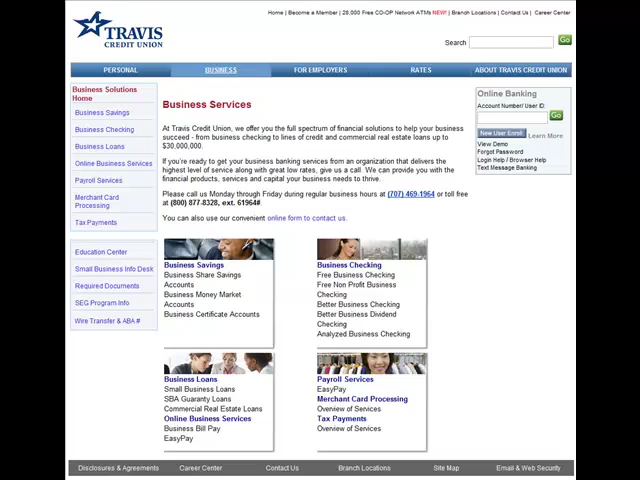 Home | Become a Member | 28,000 Free CO-OP Network ATMs NEW! | Branch Locations | Contact Us | Career Center
TRAVIS
CREDIT UNION
Search
Go
PERSONAL
BUSINESS
FOR EMPLOYERS
RATES
ABOUT TRAVIS CREDIT UNION
Business Solutions
Home
Business Savings
Business Checking
Business Loans
Online Business Services
Payroll Services
Merchant Card
Processing
Tax Payments
Education Center
Small Business Info Desk
Required Documents
SEG Program Info
Wire Transfer & ABA #
Business Services
At Travis Credit Union, we offer you the full spectrum of financial solutions to help your business
succeed - from business checking to lines of credit and commercial real estate loans up to
$30,000,000.
If you're ready to get your business banking services from an organization that delivers the
highest level of service along with great low rates, give us a call. We can provide you with the
financial products, services and capital your business needs to thrive.
Please call us Monday through Friday during regular business hours at (707) 469-1964 or toll free
at (800) 877-8328, ext. 61964#.
You can also use our convenient online form to contact us.
Business Savings
Business Share Savings
Accounts
Business Money Market
Accounts
Business Certificate Accounts
Business Checking
Free Business Checking
Free Non Profit Business
Checking
Better Business Checking
Better Business Dividend
Checking
Analyzed Business Checking
Business Loans
Small Business Loans
SBA Guaranty Loans
Commercial Real Estate Loans
Online Business Services
Business Bill Pay
EasyPay
Payroll Services
EasyPay
Merchant Card Processing
Overview of Services
Tax Payments
Overview of Services
Online Banking
Account Number/ User ID:
Go
New User Enroll
Learn More
View Demo
Forgot Password
Login Help / Browser Help
Text Message Banking
Disclosures & Agreements
Career Center
Contact Us
Branch Locations
Site Map
Email & Web Security